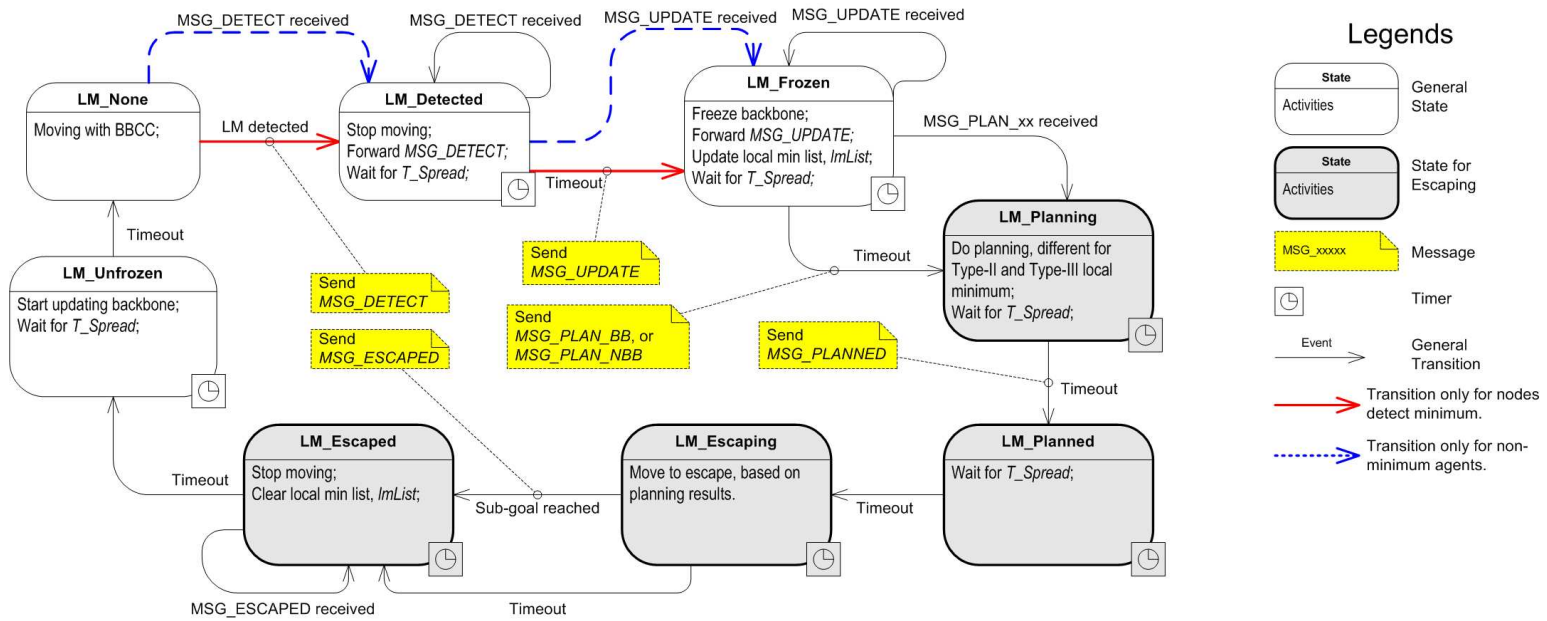 MSG_DETECT received
MSG_DETECT received
MSG_UPDATE received
MSG_UPDATE received
LM_None
Moving with BBCC;
LM detected
LM_Detected
Stop moving;
Forward MSG_DETECT;
Wait for T_Spread;
Timeout
LM_Frozen
Freeze backbone;
Forward MSG_UPDATE;
Update local min list, lmList;
Wait for T_Spread;
MSG_PLAN_xx received
Timeout
LM_Planning
Do planning, different for
Type-II and Type-III local
minimum;
Wait for T_Spread;
Timeout
LM_Unfrozen
Start updating backbone;
Wait for T_Spread;
Timeout
Send
MSG_DETECT
Send
MSG_ESCAPED
Send
MSG_UPDATE
Send
MSG_PLAN_BB, or
MSG_PLAN_NBB
Send
MSG_PLANNED
Timeout
LM_Escaped
Stop moving;
Clear local min list, lmList;
MSG_ESCAPED received
Sub-goal reached
LM_Escaping
Move to escape, based on
planning results.
Timeout
Timeout
LM_Planned
Wait for T_Spread;
Legends
State
Activities
General
State
State
Activities
State for
Escaping
MSG_xxxxx
Message
Timer
Event
General
Transition
Transition only for nodes
detect minimum.
Transition only for non-
minimum agents.